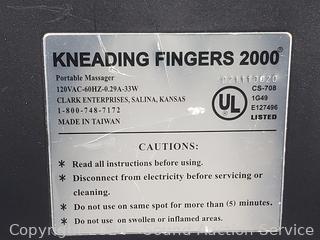 KNEADING FINGERS 2000®
Portable Massager
120VAC-60HZ-0.29A-33W
CLARK ENTERPRISES, SALINA, KANSAS
1-800-748-7172
MADE IN TAIWAN
UL
®
CS-708
1G49
E127496
LISTED
CAUTIONS:
* Read all instructions before using.
* Disconnect from electricity before servicing or
cleaning.
* Do not use on same spot for more than (5) minutes.
* Do not use on swollen or inflamed areas.
Copyright
Auction Service